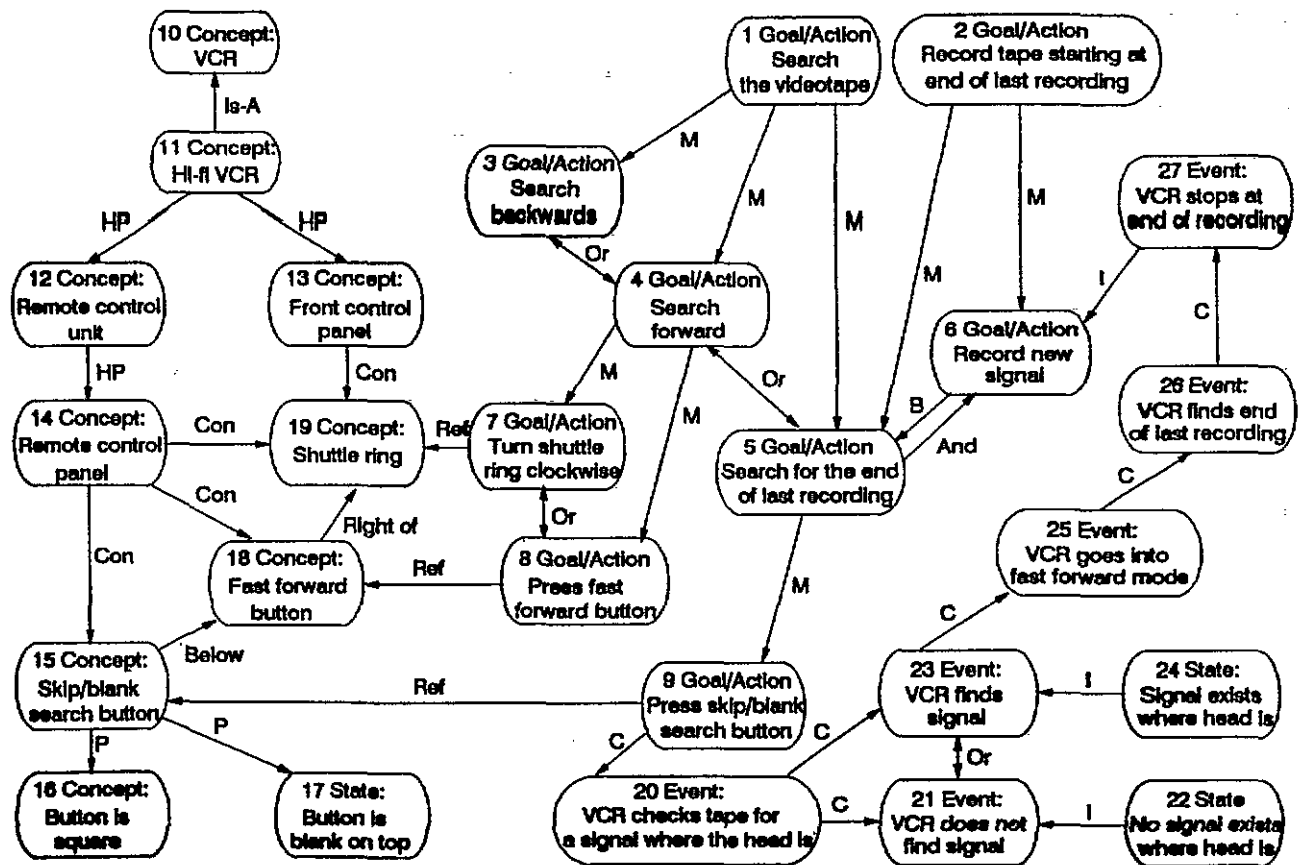 10 Concept:
VCR
Is-A
11 Concept:
Hi-fi VCR
HP
HP
12 Concept:
Remote control
unit
13 Concept:
Front control
panel
HP
Con
14 Concept:
Remote control
panel
Con
19 Concept:
Shuttle ring
Ref
Con
Right of
Con
18 Concept:
Fast forward
button
Ref
Below
15 Concept:
Skip/blank
search button
Ref
P
P
16 Concept:
Button is
square
17 State:
Button is
blank on top
1 Goal/Action
Search
the videotape
2 Goal/Action
Record tape starting at
end of last recording
M
M
M
M
M
3 Goal/Action
Search
backwards
Or
4 Goal/Action
Search
forward
M
M
Or
7 Goal/Action
Turn shuttle
ring clockwise
Or
8 Goal/Action
Press fast
forward button
6 Goal/Action
Record new
signal
B
And
5 Goal/Action
Search for the end
of last recording
M
9 Goal/Action
Press skip/blank
search button
C
20 Event:
VCR checks tape for
a signal where the head is
C
C
27 Event:
VCR stops at
end of recording
I
C
26 Event:
VCR finds end
of last recording
C
25 Event:
VCR goes into
fast forward mode
C
23 Event:
VCR finds
signal
I
24 State:
Signal exists
where head is
Or
21 Event:
VCR does not
find signal
I
22 State
No signal exists
where head is